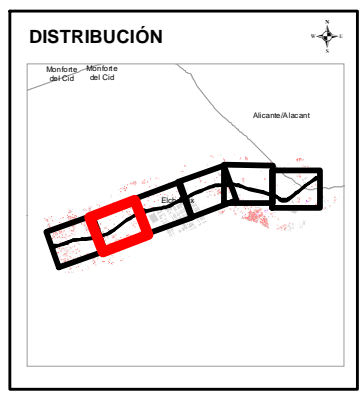 DISTRIBUCIÓN
N
W E
S
Monforte
del Cid
Monforte
del Cid
Alicante/Alacant